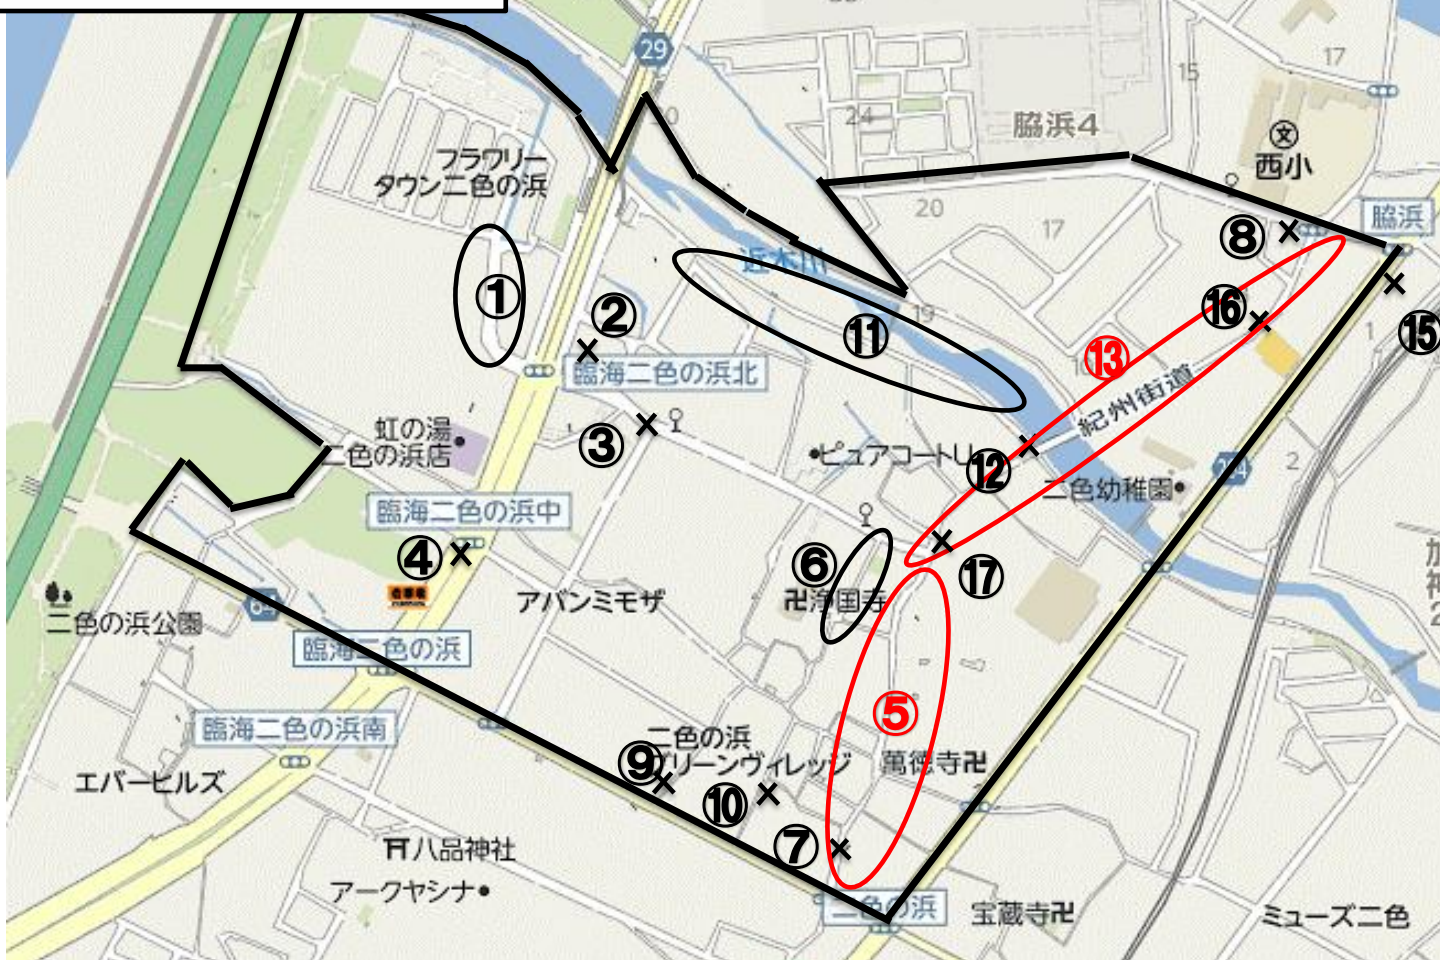 29
17
15
24
20
脇浜4
西小
フラワリー
タウン二色の浜
20
17
脇浜
⑧
近木川
①
⑯
②
19
⑪
⑮
1
⑬
臨海二色の浜北
紀州街道
虹の湯
二色の浜店
③
ピュアコートリ
⑫
2
二色幼稚園
臨海二色の浜中
④
⑥
⑰
アバンミモザ
卍浄国寺
二色の浜公園
64
臨海二色の浜
⑤
臨海二色の浜南
二色の浜
グリーンヴィレッジ
萬徳寺卍
⑨
エバーヒルズ
⑩
⑦
八品神社
アークヤシナ
二色の浜
宝蔵寺卍
ミューズ二色